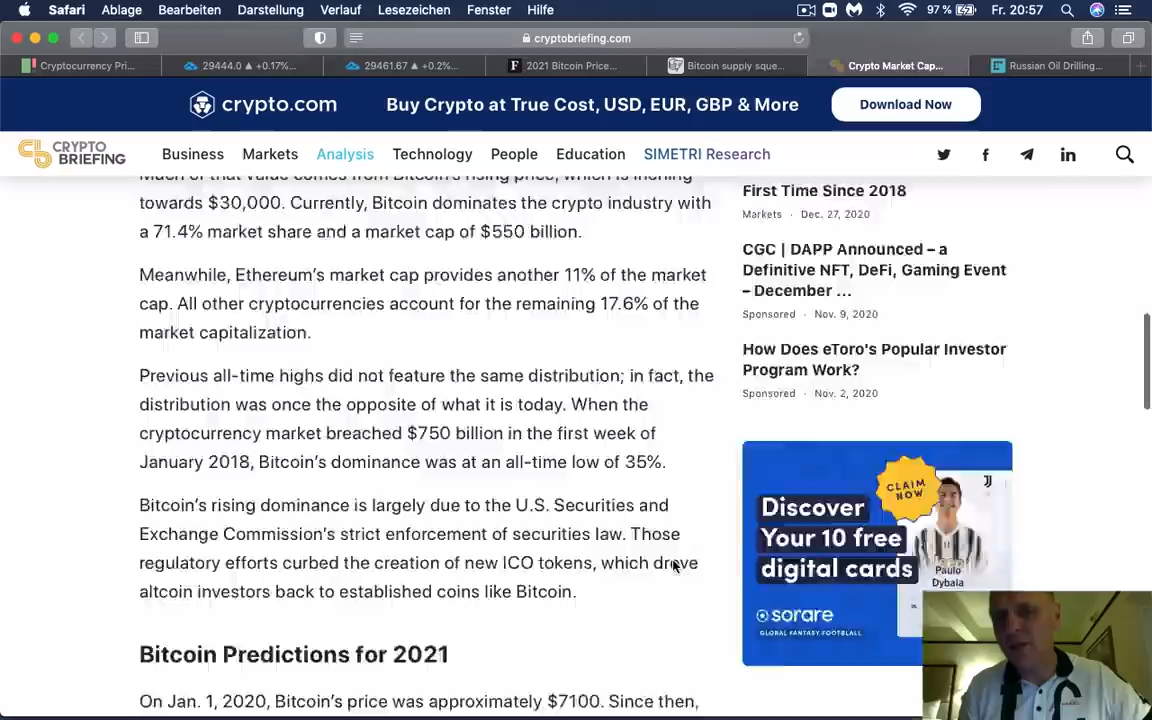 Safari Ablage Bearbeiten Darstellung Verlauf Lesezeichen Fenster Hilfe 97 % Fr. 20:57
cryptobriefing.com
Cryptocurrency Pri... 29444.0 +0.17%... 29461.67 +0.2%... 2021 Bitcoin Price... Bitcoin supply sque... Crypto Market Cap... Russian Oil Drilling...
crypto.com Buy Crypto at True Cost, USD, EUR, GBP & More Download Now
CRYPTO
BRIEFING
Business Markets Analysis Technology People Education SIMETRI Research
Much of that value comes from Bitcoin's rising price, which is inching
towards $30,000. Currently, Bitcoin dominates the crypto industry with
a 71.4% market share and a market cap of $550 billion.
Meanwhile, Ethereum's market cap provides another 11% of the market
cap. All other cryptocurrencies account for the remaining 17.6% of the
market capitalization.
Previous all-time highs did not feature the same distribution; in fact, the
distribution was once the opposite of what it is today. When the
cryptocurrency market breached $750 billion in the first week of
January 2018, Bitcoin's dominance was at an all-time low of 35%.
Bitcoin's rising dominance is largely due to the U.S. Securities and
Exchange Commission's strict enforcement of securities law. Those
regulatory efforts curbed the creation of new ICO tokens, which drove
altcoin investors back to established coins like Bitcoin.
Bitcoin Predictions for 2021
On Jan. 1, 2020, Bitcoin's price was approximately $7100. Since then,
First Time Since 2018
Markets · Dec. 27, 2020
CGC | DAPP Announced – a
Definitive NFT, DeFi, Gaming Event
– December ...
Sponsored · Nov. 9, 2020
How Does eToro's Popular Investor
Program Work?
Sponsored · Nov. 2, 2020
CLAIM
NOW
Discover
Your 10 free
digital cards
Paulo
Dybala
sorare
GLOBAL FANTASY FOOTBALL